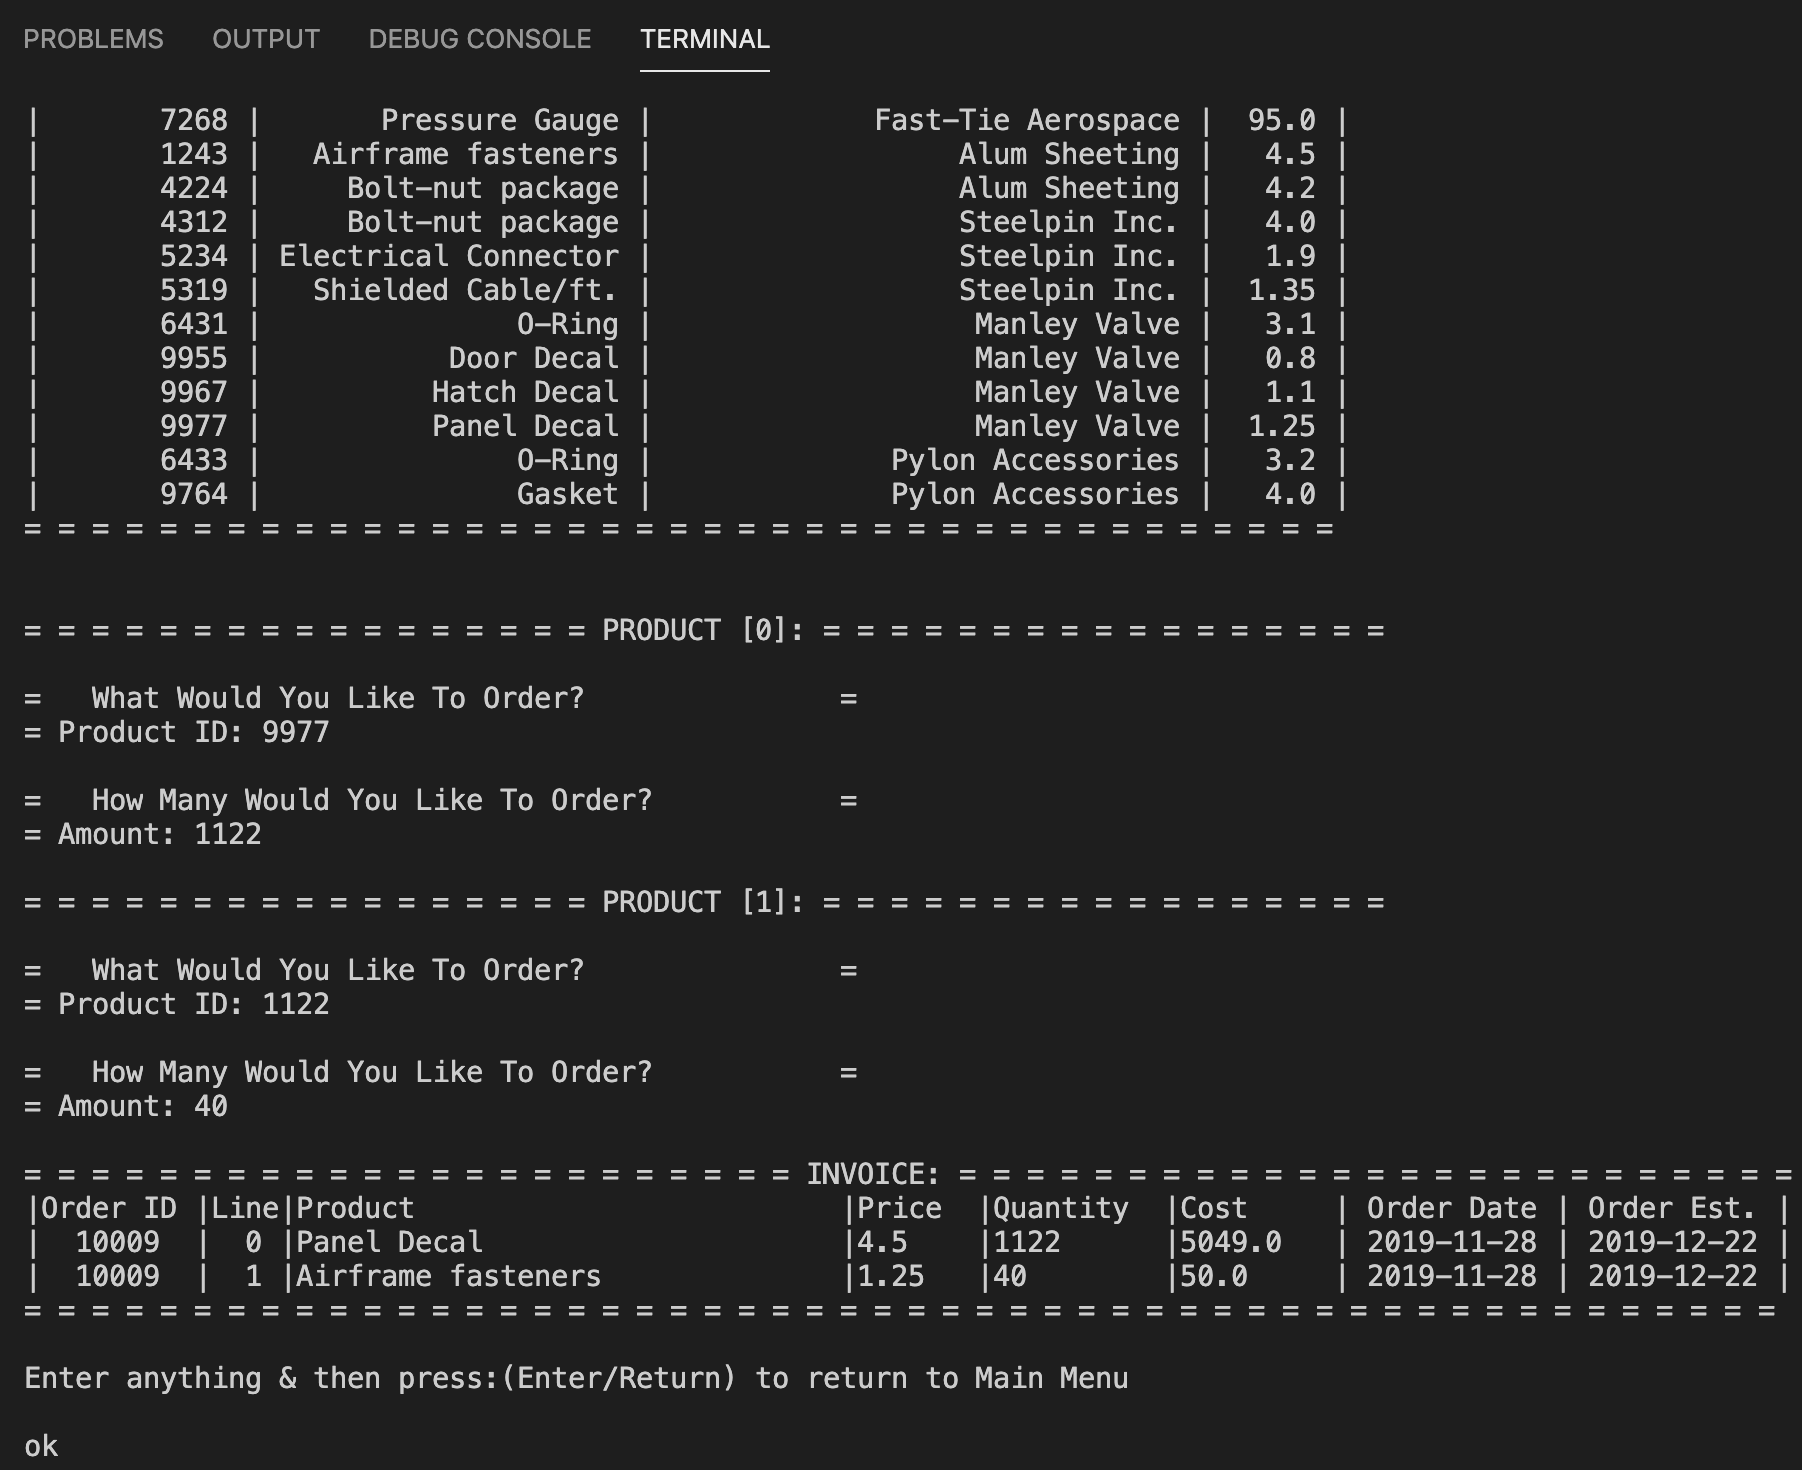 PROBLEMS OUTPUT DEBUG CONSOLE TERMINAL
|       7268 |       Pressure Gauge |             Fast-Tie Aerospace |  95.0 |
|       1243 |   Airframe fasteners |                  Alum Sheeting |   4.5 |
|       4224 |     Bolt-nut package |                  Alum Sheeting |   4.2 |
|       4312 |     Bolt-nut package |                  Steelpin Inc. |   4.0 |
|       5234 | Electrical Connector |                  Steelpin Inc. |   1.9 |
|       5319 |   Shielded Cable/ft. |                  Steelpin Inc. |  1.35 |
|       6431 |               O-Ring |                   Manley Valve |   3.1 |
|       9955 |           Door Decal |                   Manley Valve |   0.8 |
|       9967 |          Hatch Decal |                   Manley Valve |   1.1 |
|       9977 |          Panel Decal |                   Manley Valve |  1.25 |
|       6433 |               O-Ring |              Pylon Accessories |   3.2 |
|       9764 |               Gasket |              Pylon Accessories |   4.0 |
= = = = = = = = = = = = = = = = = = = = = = = = = = = = = = = = = = = = = = =
= = = = = = = = = = = = = = = = = PRODUCT [0]: = = = = = = = = = = = = = = = = =
=   What Would You Like To Order?               =
= Product ID: 9977
=   How Many Would You Like To Order?           =
= Amount: 1122
= = = = = = = = = = = = = = = = = PRODUCT [1]: = = = = = = = = = = = = = = = = =
=   What Would You Like To Order?               =
= Product ID: 1122
=   How Many Would You Like To Order?           =
= Amount: 40
= = = = = = = = = = = = = = = = = = = = = = = INVOICE: = = = = = = = = = = = = = = = = = = = = = = = = =
|Order ID |Line|Product                         |Price  |Quantity  |Cost     | Order Date | Order Est. |
|  10009  |  0 |Panel Decal                     |4.5    |1122      |5049.0   | 2019-11-28 | 2019-12-22 |
|  10009  |  1 |Airframe fasteners              |1.25   |40        |50.0     | 2019-11-28 | 2019-12-22 |
= = = = = = = = = = = = = = = = = = = = = = = = = = = = = = = = = = = = = = = = = = = = = = = = = = = =
Enter anything & then press:(Enter/Return) to return to Main Menu
ok